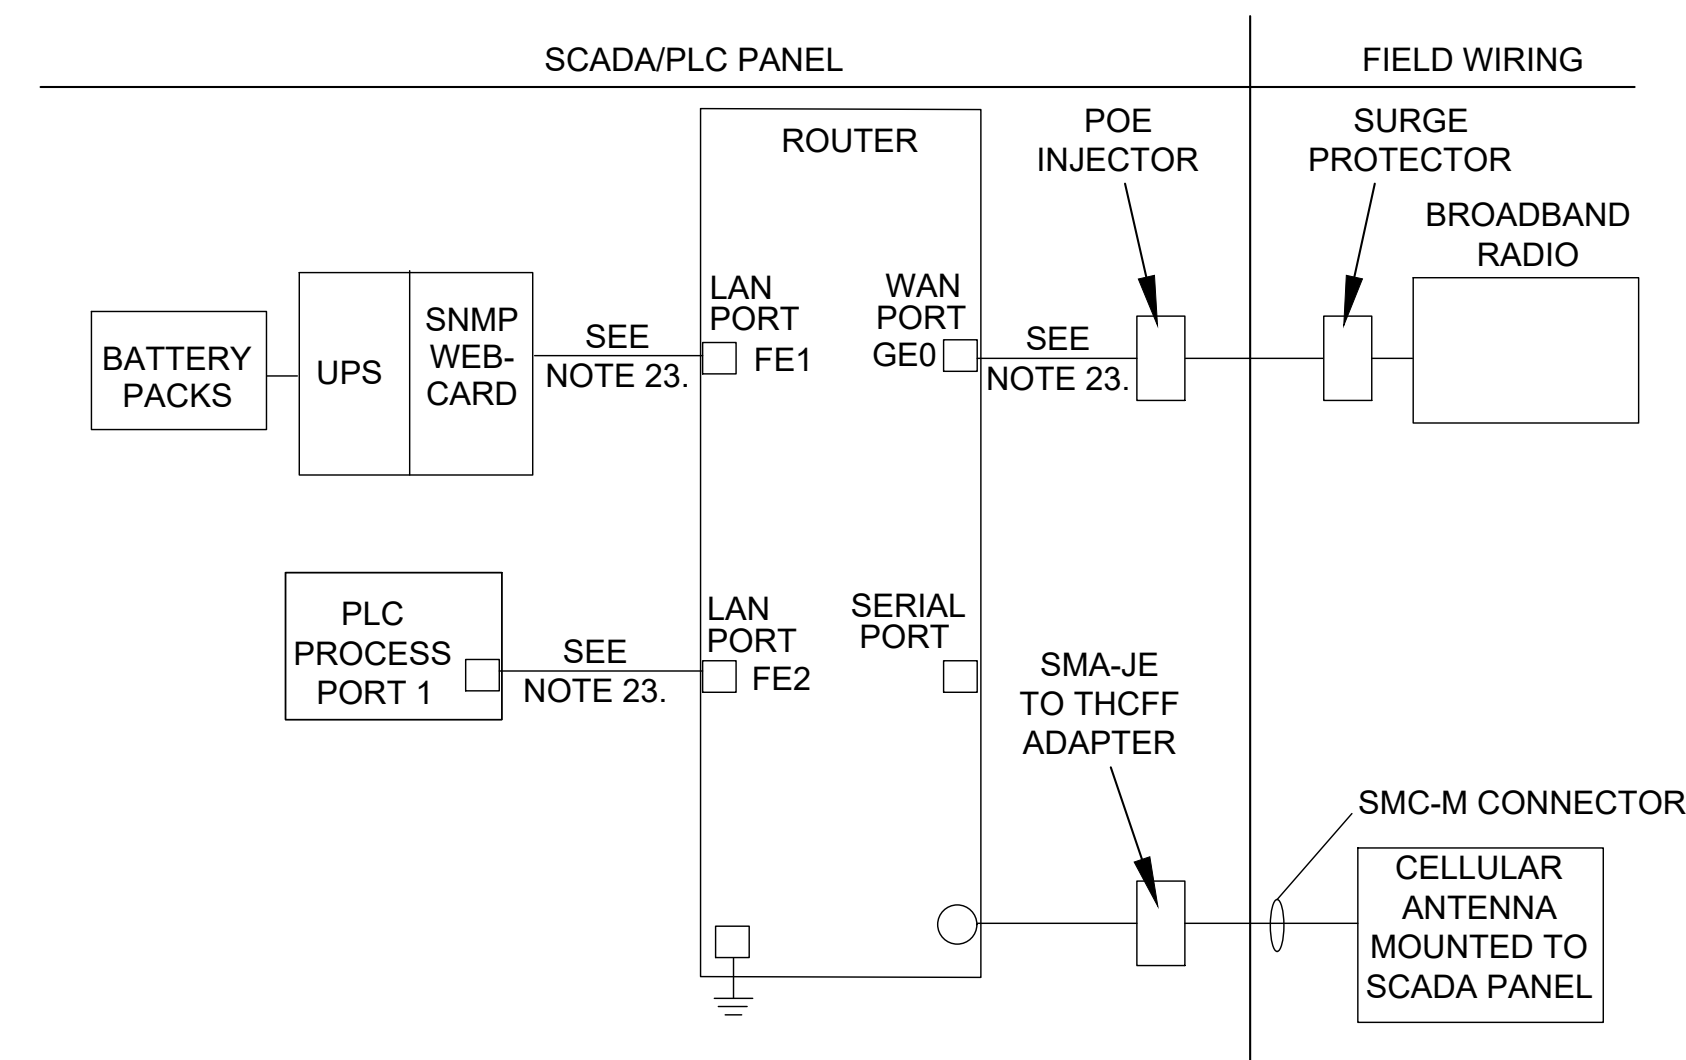 SCADA/PLC PANEL
FIELD WIRING
ROUTER
POE
INJECTOR
SURGE
PROTECTOR
BROADBAND
RADIO
BATTERY
PACKS
UPS
SNMP
WEB-
CARD
SEE
NOTE 23.
LAN
PORT
FE1
WAN
PORT
GE0
SEE
NOTE 23.
PLC
PROCESS
PORT 1
SEE
NOTE 23.
LAN
PORT
FE2
SERIAL
PORT
SMA-JE
TO THCFF
ADAPTER
SMC-M CONNECTOR
CELLULAR
ANTENNA
MOUNTED TO
SCADA PANEL